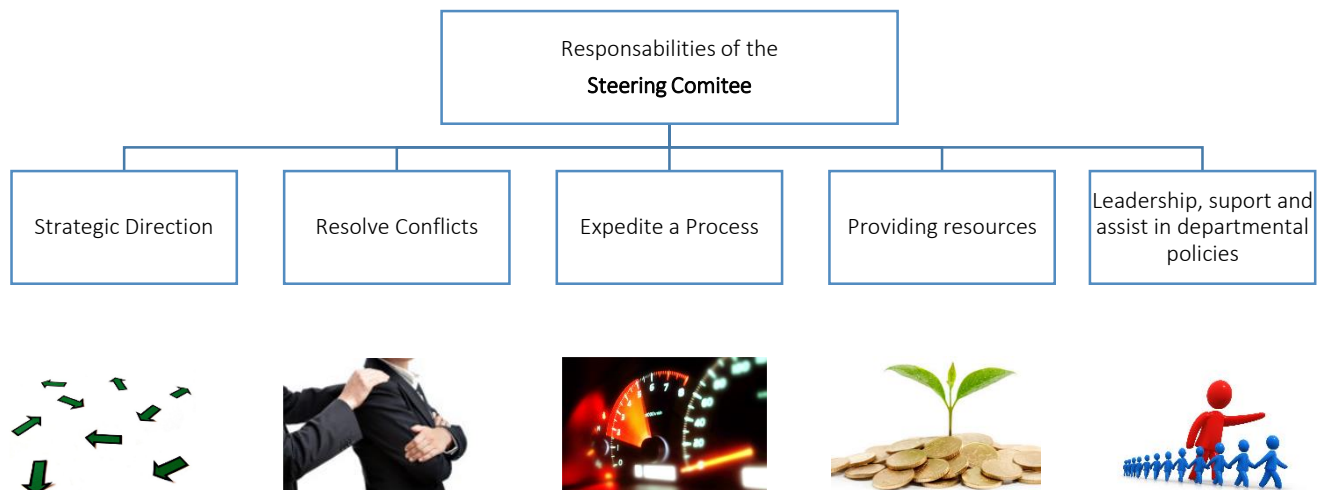 Responsabilities of the
Steering Comitee
Strategic Direction
Resolve Conflicts
Expedite a Process
Providing resources
Leadership, suport and
assist in departmental
policies